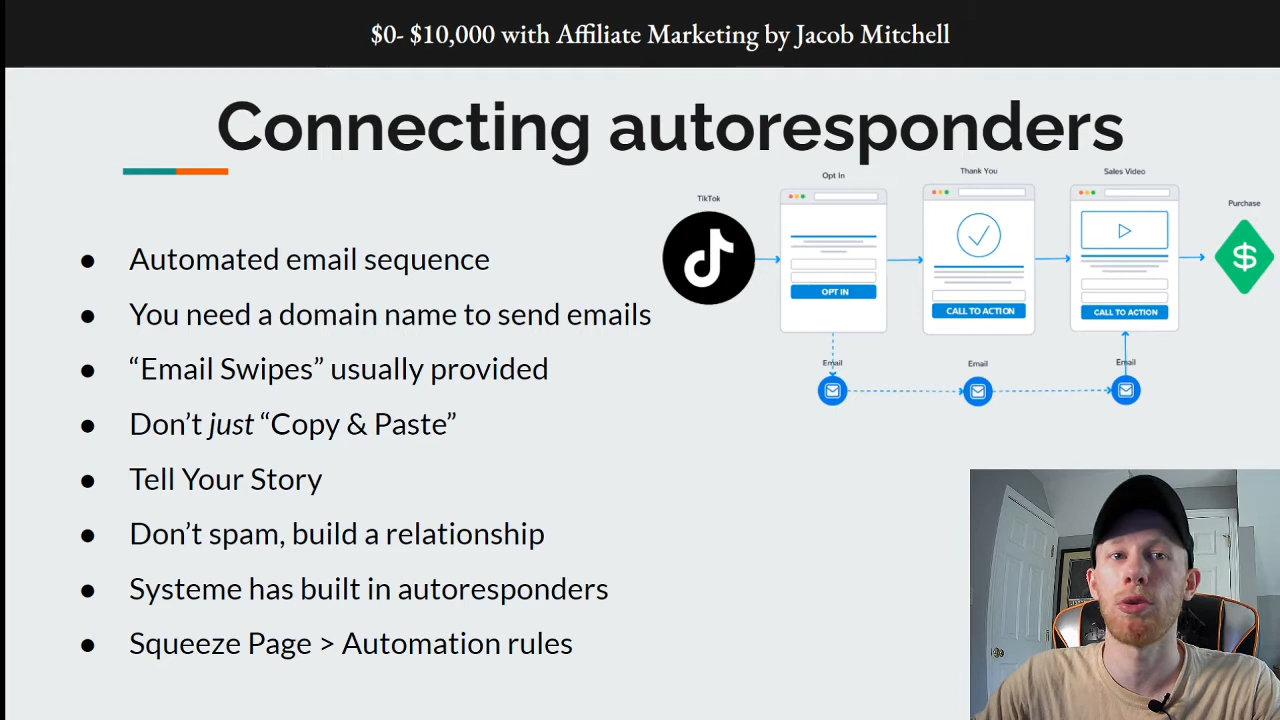 $0- $10,000 with Affiliate Marketing by Jacob Mitchell
Connecting autoresponders
● Automated email sequence
● You need a domain name to send emails
● “Email Swipes” usually provided
● Don’t just “Copy & Paste”
● Tell Your Story
● Don’t spam, build a relationship
● Systeme has built in autoresponders
● Squeeze Page > Automation rules
TikTok
Opt In
Thank You
Sales Video
Purchase
OPT IN
CALL TO ACTION
CALL TO ACTION
$
Email
Email
Email